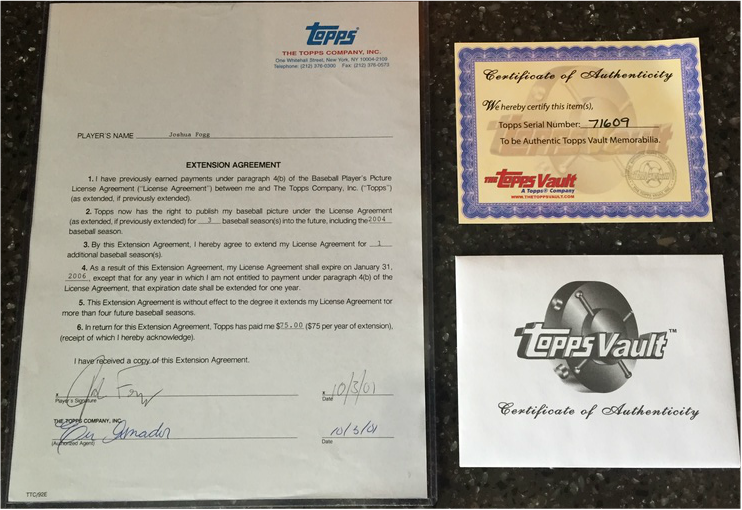 Topps®
THE TOPPS COMPANY, INC.
One Whitehall Street, New York, NY 10004-2109
Telephone: (212) 376-0300 Fax: (212) 376-0573
PLAYER'S NAME Joshua Fogg
EXTENSION AGREEMENT
1. I have previously earned payments under paragraph 4(b) of the Baseball Player's Picture
License Agreement ("License Agreement") between me and The Topps Company, Inc. ("Topps")
(as extended, if previously extended).
2. Topps now has the right to publish my baseball picture under the License Agreement
(as extended, if previously extended) for 3 baseball season(s) into the future, including the 2004
baseball season.
3. By this Extension Agreement, I hereby agree to extend my License Agreement for 1
additional baseball season(s).
4. As a result of this Extension Agreement, my License Agreement shall expire on January 31,
2006, except that for any year in which I am not entitled to payment under paragraph 4(b) of the
License Agreement, that expiration date shall be extended for one year.
5. This Extension Agreement is without effect to the degree it extends my License Agreement for
more than four future baseball seasons.
6. In return for this Extension Agreement, Topps has paid me $75.00 ($75 per year of extension),
(receipt of which I hereby acknowledge).
I have received a copy of this Extension Agreement.
x Josh Fogg x 10/3/01
Player's Signature Date
THE TOPPS COMPANY, INC.
10/3/01
(Authorized Agent) Date
TTC/92E
Certificate of Authenticity
We hereby certify this item(s),
Topps Serial Number: 71609
To be Authentic Topps Vault Memorabilia.
THE Topps Vault
A Topps® Company
WWW.THETOPPSVAULT.COM
Topps Vault™
Certificate of Authenticity